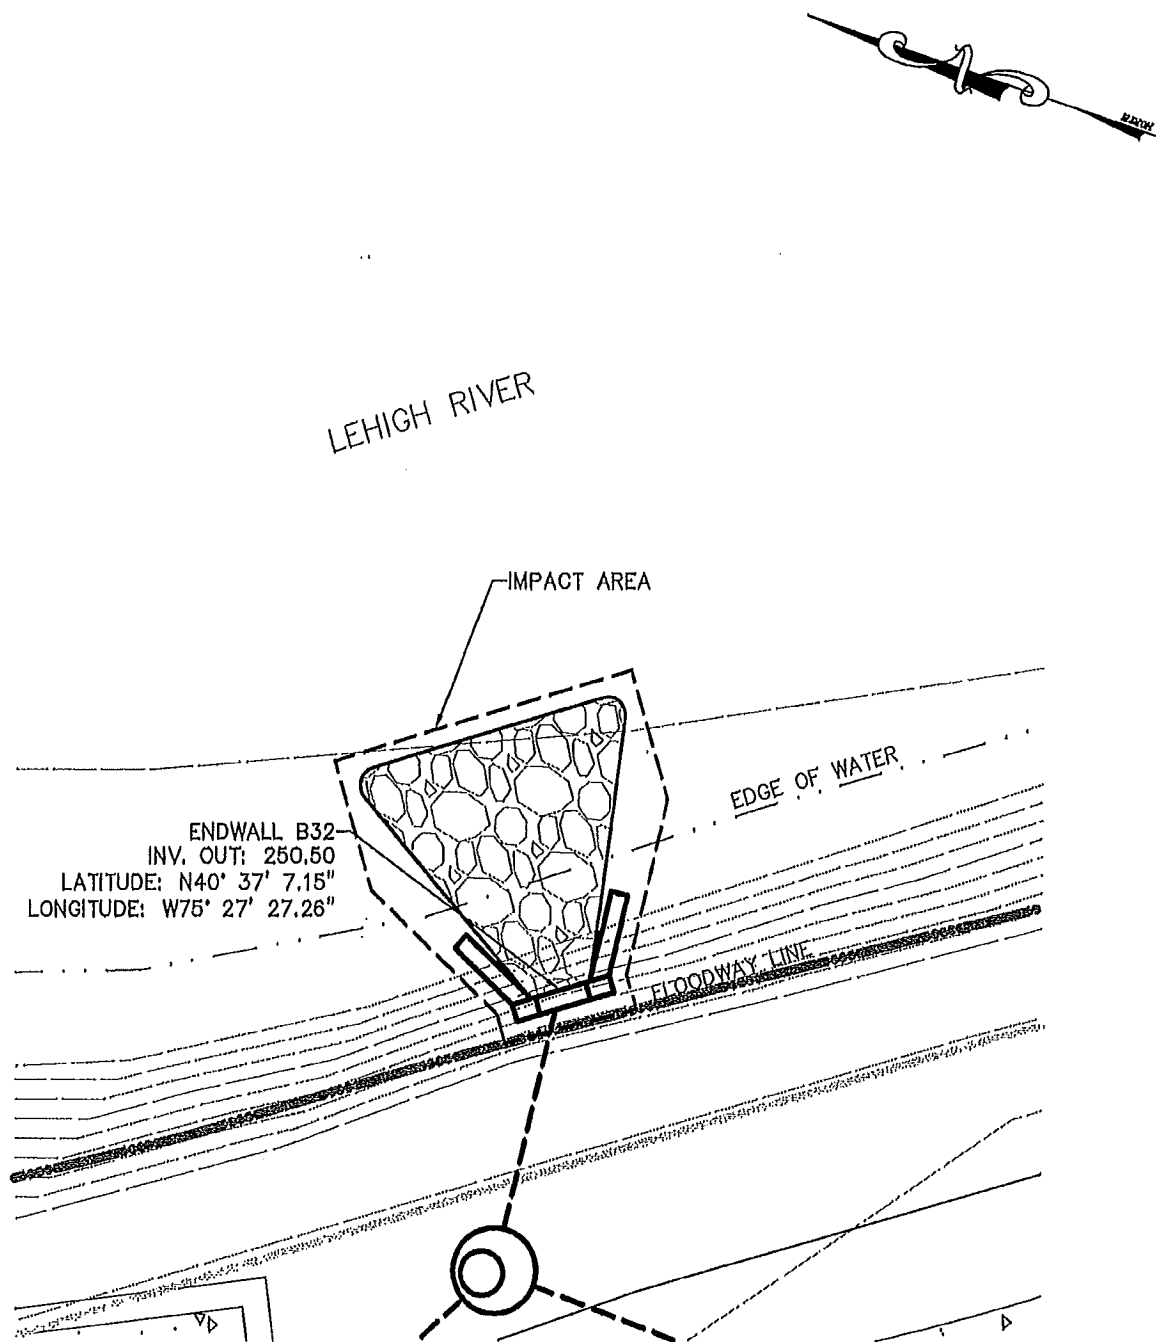 LEHIGH RIVER
IMPACT AREA
EDGE OF WATER
ENDWALL B32
INV. OUT: 250.50
LATITUDE: N40° 37' 7.15"
LONGITUDE: W75° 27' 27.26"
FLOODWAY LINE